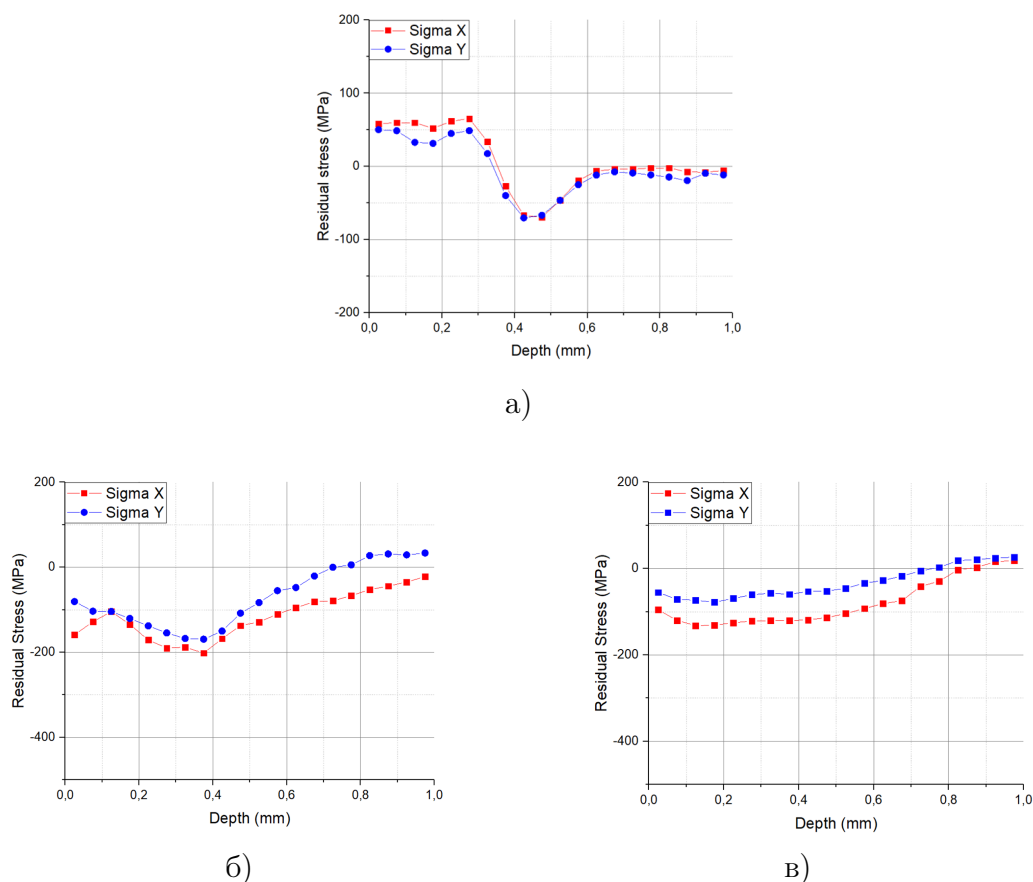 200
Sigma X
Sigma Y
100
0
-100
-200
Residual stress (MPa)
0,0 0,2 0,4 0,6 0,8 1,0
Depth (mm)
а)
200
Sigma X
Sigma Y
0
-200
-400
Residual Stress (MPa)
0,0 0,2 0,4 0,6 0,8 1,0
Depth (mm)
б)
200
Sigma X
Sigma Y
0
-200
-400
Residual Stress (MPa)
0,0 0,2 0,4 0,6 0,8 1,0
Depth (mm)
в)